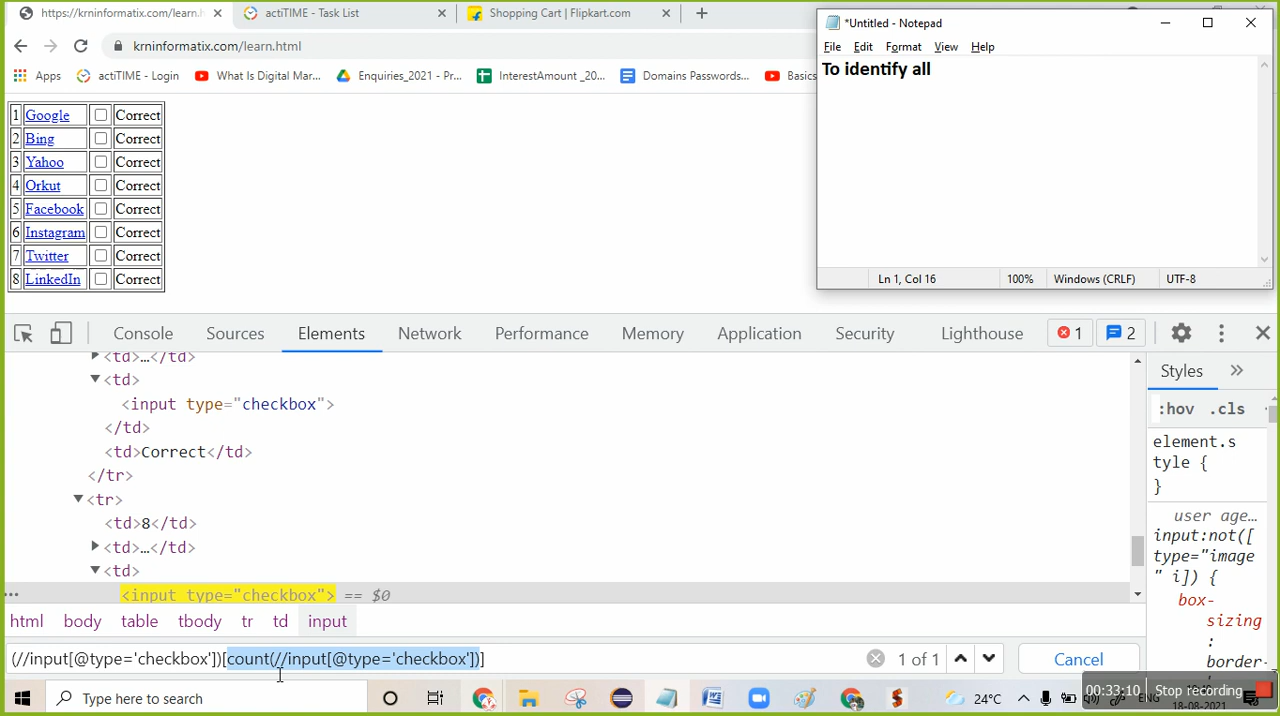 https://krninformatix.com/learn.h
actiTIME - Task List
Shopping Cart | Flipkart.com
krninformatix.com/learn.html
Apps
actiTIME - Login
What Is Digital Mar...
Enquiries_2021 - Pr...
InterestAmount _20...
Domains Passwords...
Basics
*Untitled - Notepad
File Edit Format View Help
To identify all
Ln 1, Col 16 100% Windows (CRLF) UTF-8
1 Google Correct
2 Bing Correct
3 Yahoo Correct
4 Orkut Correct
5 Facebook Correct
6 Instagram Correct
7 Twitter Correct
8 LinkedIn Correct
Console Sources Elements Network Performance Memory Application Security Lighthouse 1 2
<td>…</td>
<td>
<input type="checkbox">
</td>
<td>Correct</td>
</tr>
<tr>
<td>8</td>
<td>…</td>
<td>
<input type="checkbox"> == $0
Styles
:hov .cls
element.s
tyle {
}
user age…
input:not([
type="image
" i]) {
box-
sizing
:
border-
html body table tbody tr td input
(//input[@type='checkbox'])[count(//input[@type='checkbox'])]
1 of 1
Cancel
Type here to search
24°C
ENG
18-08-2021
00:33:10 Stop recording